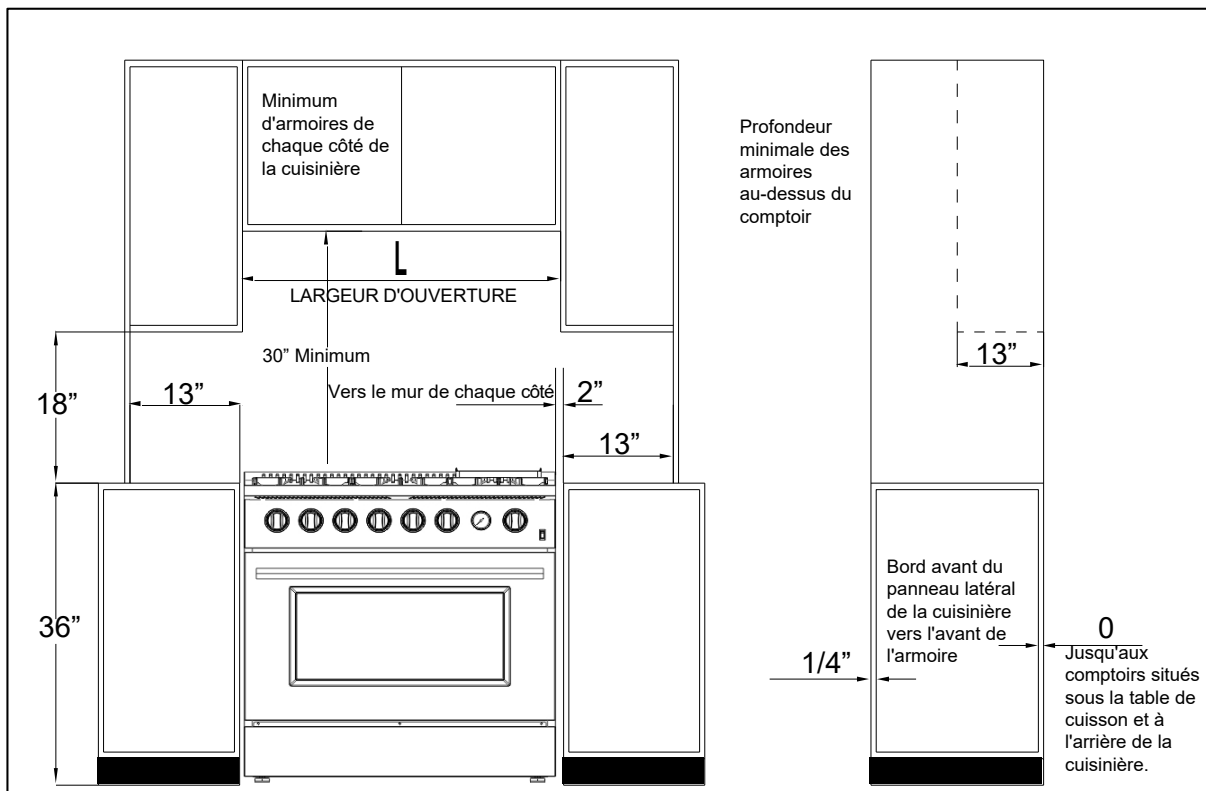 Minimum
d'armoires de
chaque côté de
la cuisinière
L
LARGEUR D'OUVERTURE
30” Minimum
Vers le mur de chaque côté
2”
18”
13”
13”
36”
Profondeur
minimale des
armoires
au-dessus du
comptoir
13”
Bord avant du
panneau latéral
de la cuisinière
vers l'avant de
l'armoire
1/4”
0
Jusqu'aux
comptoirs situés
sous la table de
cuisson et à
l'arrière de la
cuisinière.